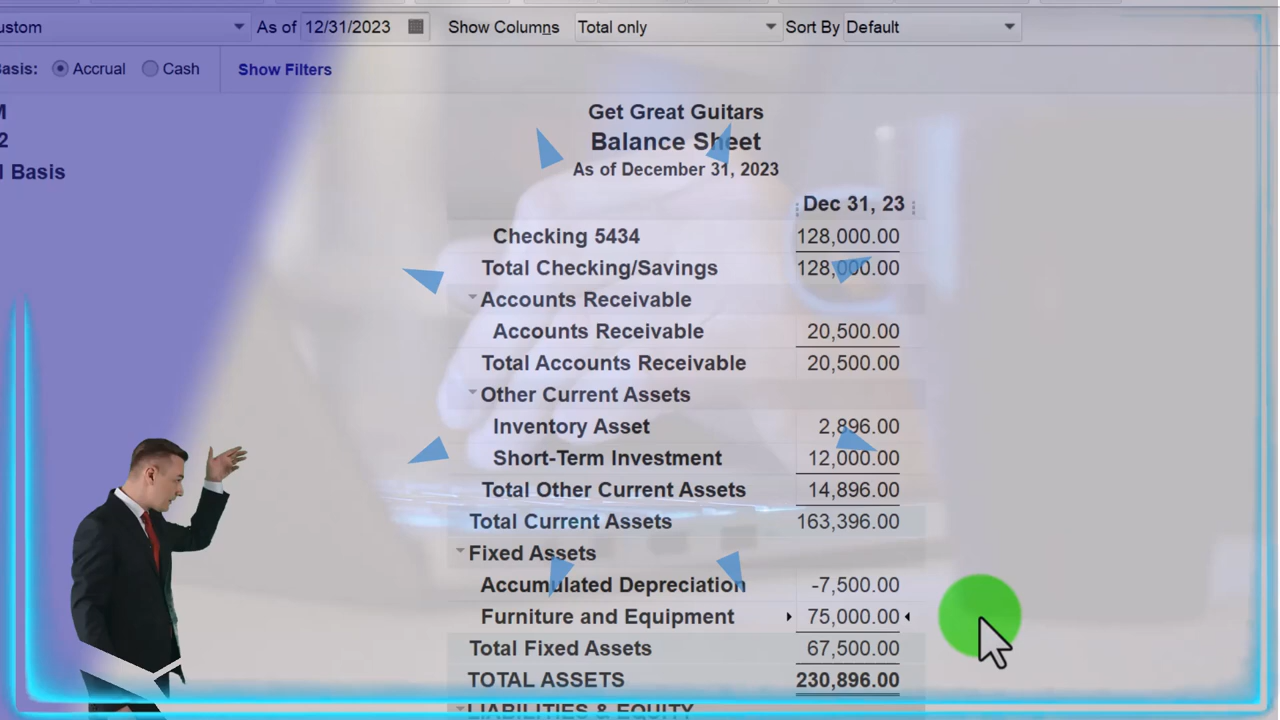 ustom As of 12/31/2023 Show Columns Total only Sort By Default
asis: Accrual Cash Show Filters
M
2
l Basis
Get Great Guitars
Balance Sheet
As of December 31, 2023
Dec 31, 23
Checking 5434 128,000.00
Total Checking/Savings 128,000.00
Accounts Receivable
Accounts Receivable 20,500.00
Total Accounts Receivable 20,500.00
Other Current Assets
Inventory Asset 2,896.00
Short-Term Investment 12,000.00
Total Other Current Assets 14,896.00
Total Current Assets 163,396.00
Fixed Assets
Accumulated Depreciation -7,500.00
Furniture and Equipment 75,000.00
Total Fixed Assets 67,500.00
TOTAL ASSETS 230,896.00
LIABILITIES & EQUITY